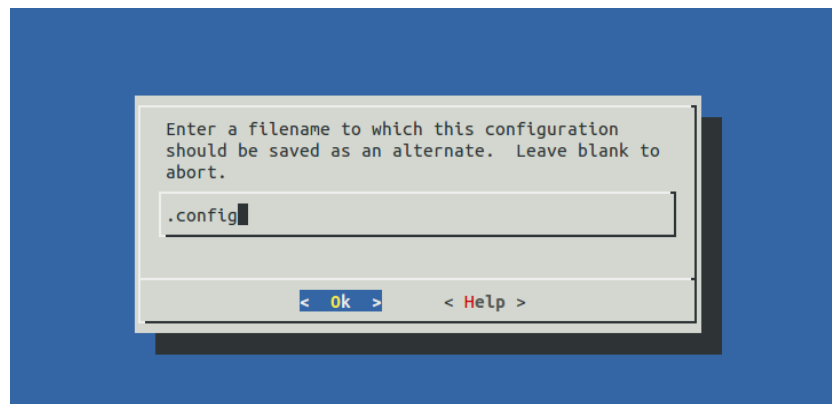 Enter a filename to which this configuration
should be saved as an alternate.  Leave blank to
abort.
.config
<  Ok  >      < Help >